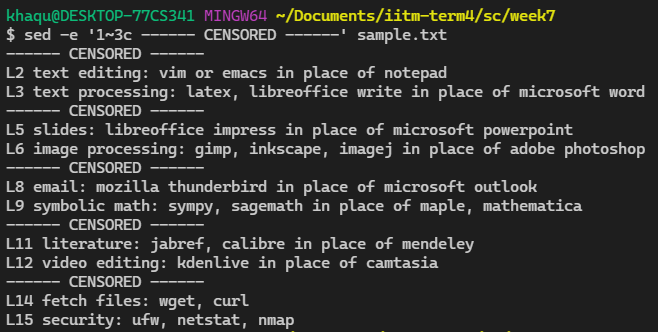 khaqu@DESKTOP-77CS341 MINGW64 ~/Documents/iitm-term4/sc/week7
$ sed -e '1~3c ------ CENSORED ------' sample.txt
------ CENSORED ------
L2 text editing: vim or emacs in place of notepad
L3 text processing: latex, libreoffice write in place of microsoft word
------ CENSORED ------
L5 slides: libreoffice impress in place of microsoft powerpoint
L6 image processing: gimp, inkscape, imagej in place of adobe photoshop
------ CENSORED ------
L8 email: mozilla thunderbird in place of microsoft outlook
L9 symbolic math: sympy, sagemath in place of maple, mathematica
------ CENSORED ------
L11 literature: jabref, calibre in place of mendeley
L12 video editing: kdenlive in place of camtasia
------ CENSORED ------
L14 fetch files: wget, curl
L15 security: ufw, netstat, nmap